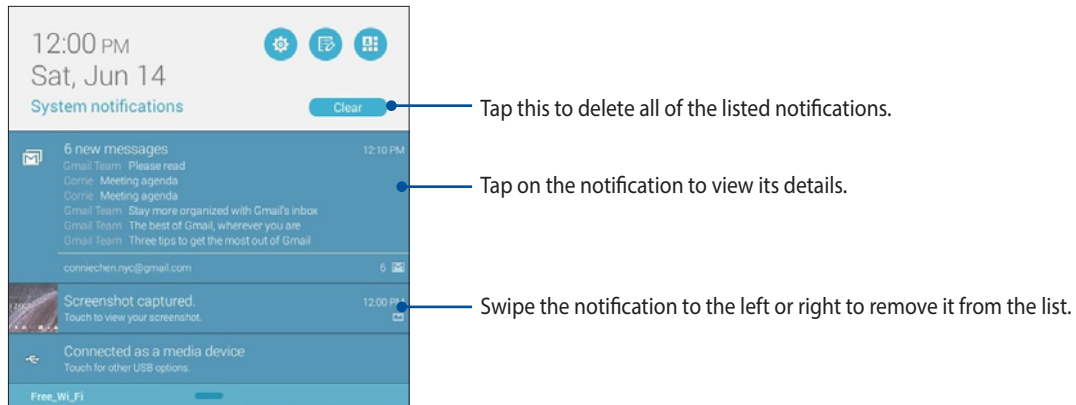 12:00 PM
Sat, Jun 14
System notifications
Clear
Tap this to delete all of the listed notifications.
6 new messages 12:10 PM
Gmail Team Please read
Corrie Meeting agenda
Corrie Meeting agenda
Gmail Team Stay more organized with Gmail's inbox
Gmail Team The best of Gmail, wherever you are
Gmail Team Three tips to get the most out of Gmail
Tap on the notification to view its details.
conniechen.nyc@gmail.com 6
Screenshot captured. 12:00 PM
Touch to view your screenshot.
Swipe the notification to the left or right to remove it from the list.
Connected as a media device
Touch for other USB options.
Free_Wi_Fi